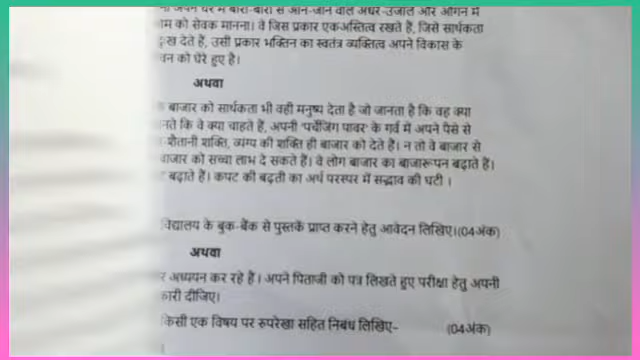 अपने घर में बारी-बारी से आने-जाने वाले अंधेरे-उजाले और आँगन में
को सेवक मानना। वे जिस प्रकार एकअस्तित्व रखते हैं, जिसे सार्थकता
देते हैं, उसी प्रकार भक्तिन का स्वतंत्र व्यक्तित्व अपने विकास के
को घेरे हुए है।
अथवा
बाजार को सार्थकता भी वही मनुष्य देता है जो जानता है कि वह क्या
कि वे क्या चाहते हैं, अपनी 'पर्चेजिंग पावर' के गर्व में अपने पैसे से
-शैतानी शक्ति, व्यंग्य की शक्ति ही बाजार को देते हैं। न तो वे बाजार से
बाजार को सच्चा लाभ दे सकते हैं। वे लोग बाजार का बाजारूपन बढ़ाते हैं।
बढ़ाते हैं। कपट की बढ़ती का अर्थ परस्पर में सद्भाव की घटी ।
विद्यालय के बुक-बैंक से पुस्तकें प्राप्त करने हेतु आवेदन लिखिए।(04अंक)
अथवा
अध्ययन कर रहे हैं। अपने पिताजी को पत्र लिखते हुए परीक्षा हेतु अपनी
दीजिए।
किसी एक विषय पर रूपरेखा सहित निबंध लिखिए- (04अंक)